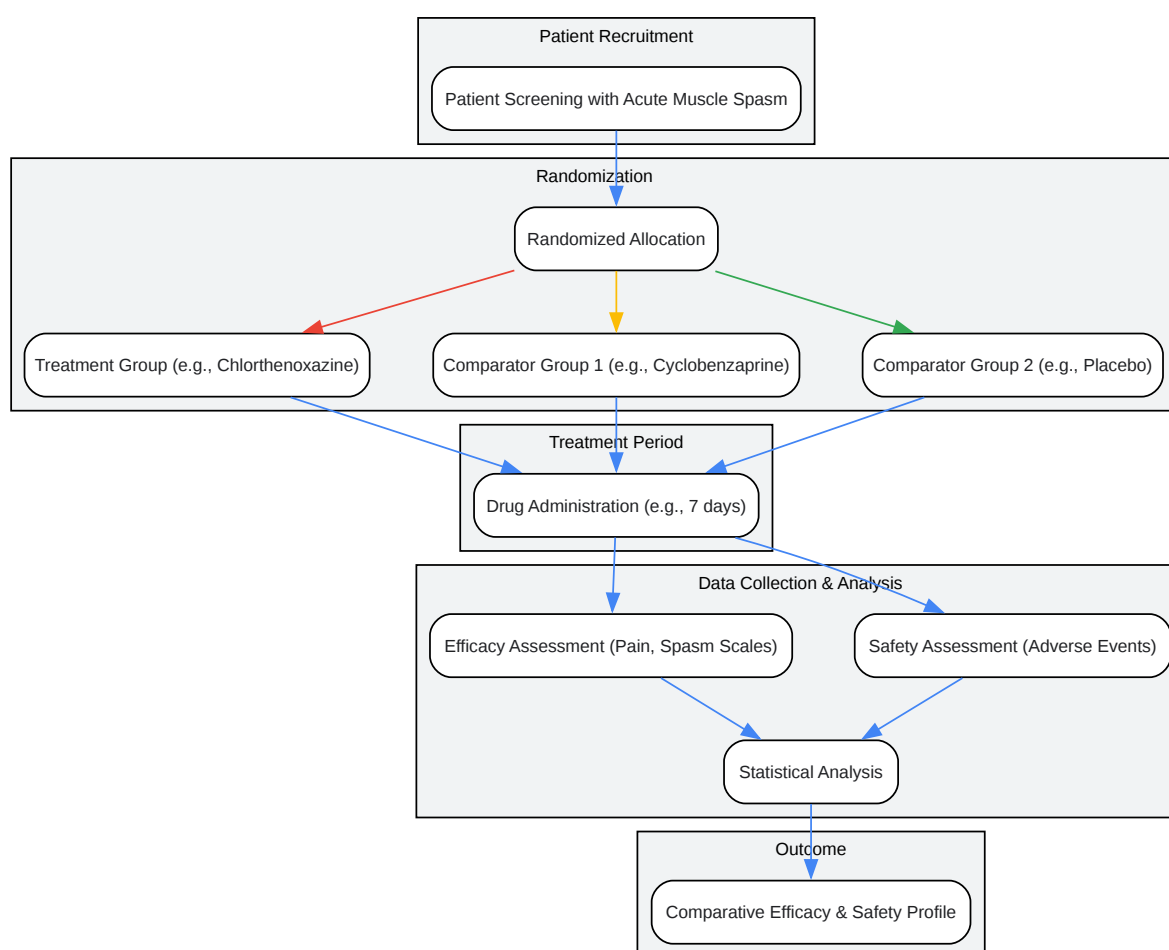 Patient Recruitment
Patient Screening with Acute Muscle Spasm
Randomization
Randomized Allocation
Treatment Group (e.g., Chlorthenoxazine)
Comparator Group 1 (e.g., Cyclobenzaprine)
Comparator Group 2 (e.g., Placebo)
Treatment Period
Drug Administration (e.g., 7 days)
Data Collection & Analysis
Efficacy Assessment (Pain, Spasm Scales)
Safety Assessment (Adverse Events)
Statistical Analysis
Outcome
Comparative Efficacy & Safety Profile